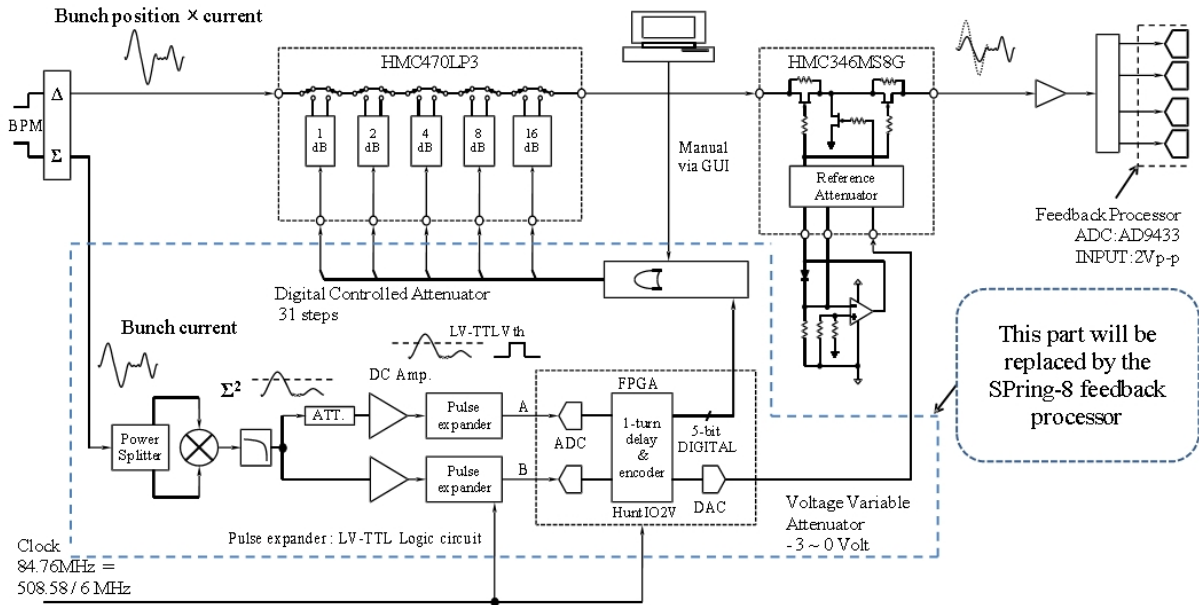 Bunch position × current
HMC470LP3
HMC346MS8G
Δ
BPM
Σ
1
dB
2
dB
4
dB
8
dB
16
dB
Manual
via GUI
Reference
Attenuator
Feedback Processor
ADC:AD9433
INPUT:2Vp-p
Digital Controlled Attenuator
31 steps
Bunch current
LV-TTLVth
Σ²
DC Amp.
ATT.
Pulse
expander
A
ADC
FPGA
1-turn
delay
&
encoder
5-bit
DIGITAL
Power
Splitter
Pulse
expander
B
DAC
HuntIO2V
Voltage Variable
Attenuator
-3 ~ 0 Volt
This part will be
replaced by the
SPring-8 feedback
processor
Pulse expander : LV-TTL Logic circuit
Clock
84.76MHz =
508.58 / 6 MHz